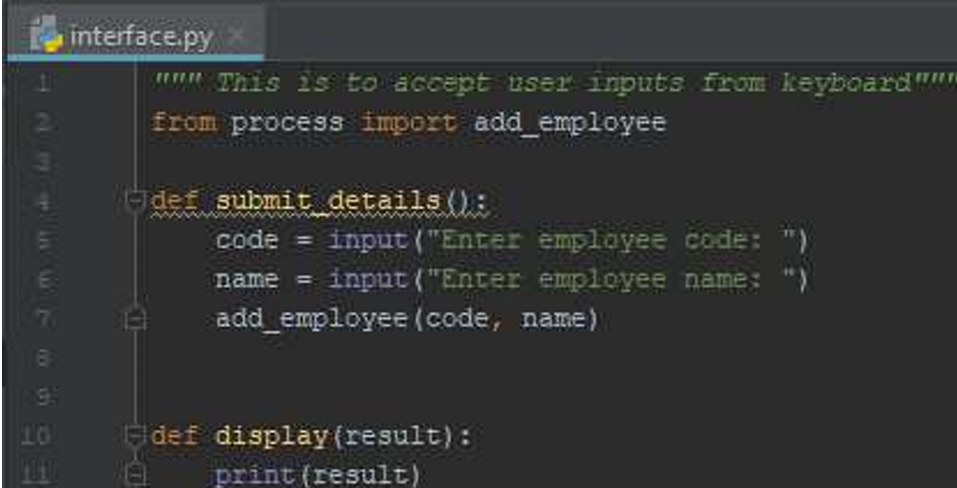 interface.py
1 """ This is to accept user inputs from keyboard"""
2 from process import add_employee
3
4 def submit_details():
5     code = input("Enter employee code: ")
6     name = input("Enter employee name: ")
7     add_employee(code, name)
8
9
10 def display(result):
11     print(result)